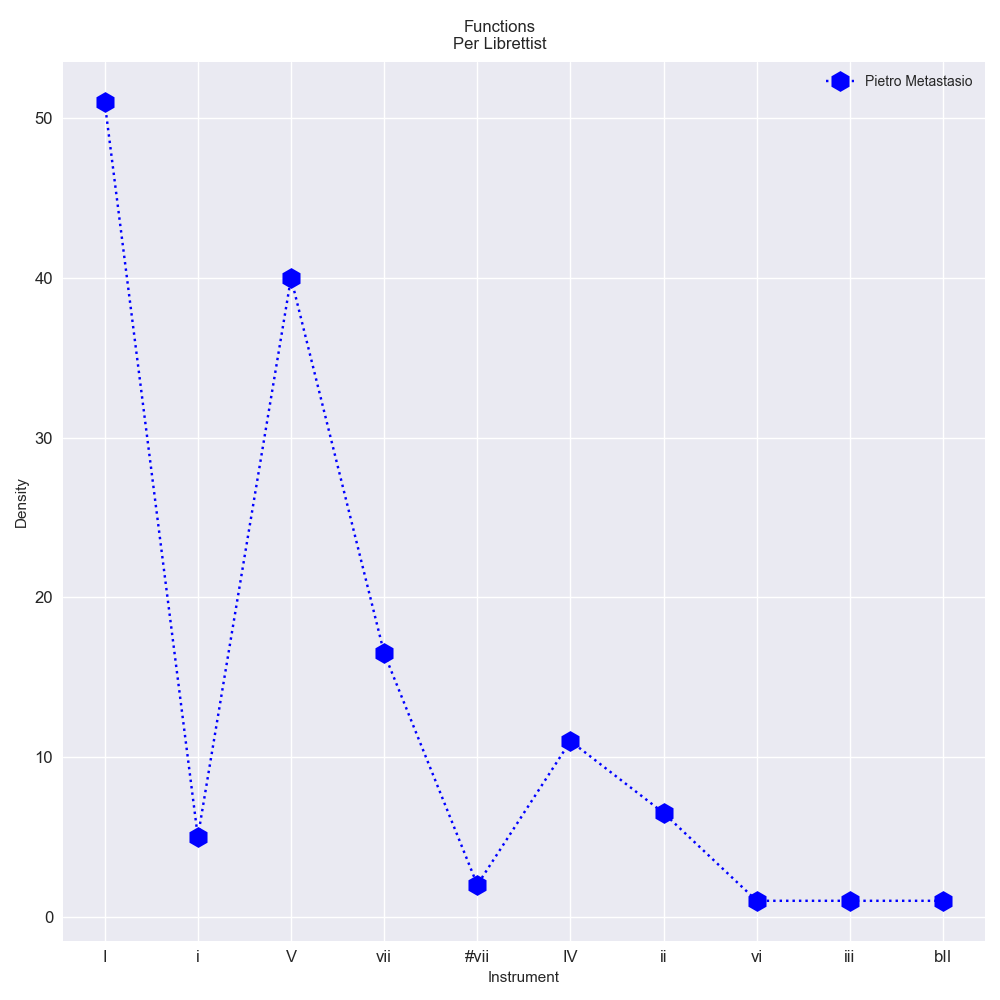 Functions
Per Librettist
Pietro Metastasio
50
40
30
20
10
0
Density
I i V vii #vii IV ii vi iii bII
Instrument